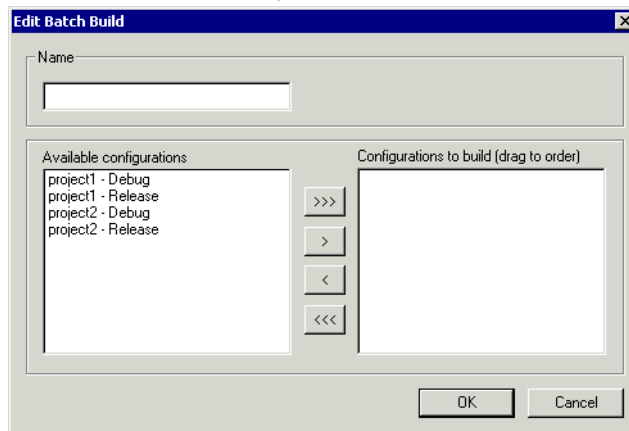 Edit Batch Build
Name
Available configurations
Configurations to build (drag to order)
project1 - Debug
project1 - Release
project2 - Debug
project2 - Release
>>>
>
<
<<<
OK
Cancel